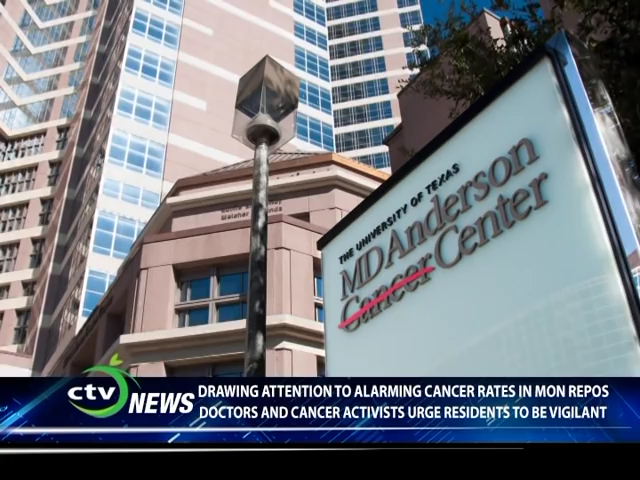 THE UNIVERSITY OF TEXAS
MD Anderson
Cancer Center
ctv
NEWS
DRAWING ATTENTION TO ALARMING CANCER RATES IN MON REPOS
DOCTORS AND CANCER ACTIVISTS URGE RESIDENTS TO BE VIGILANT